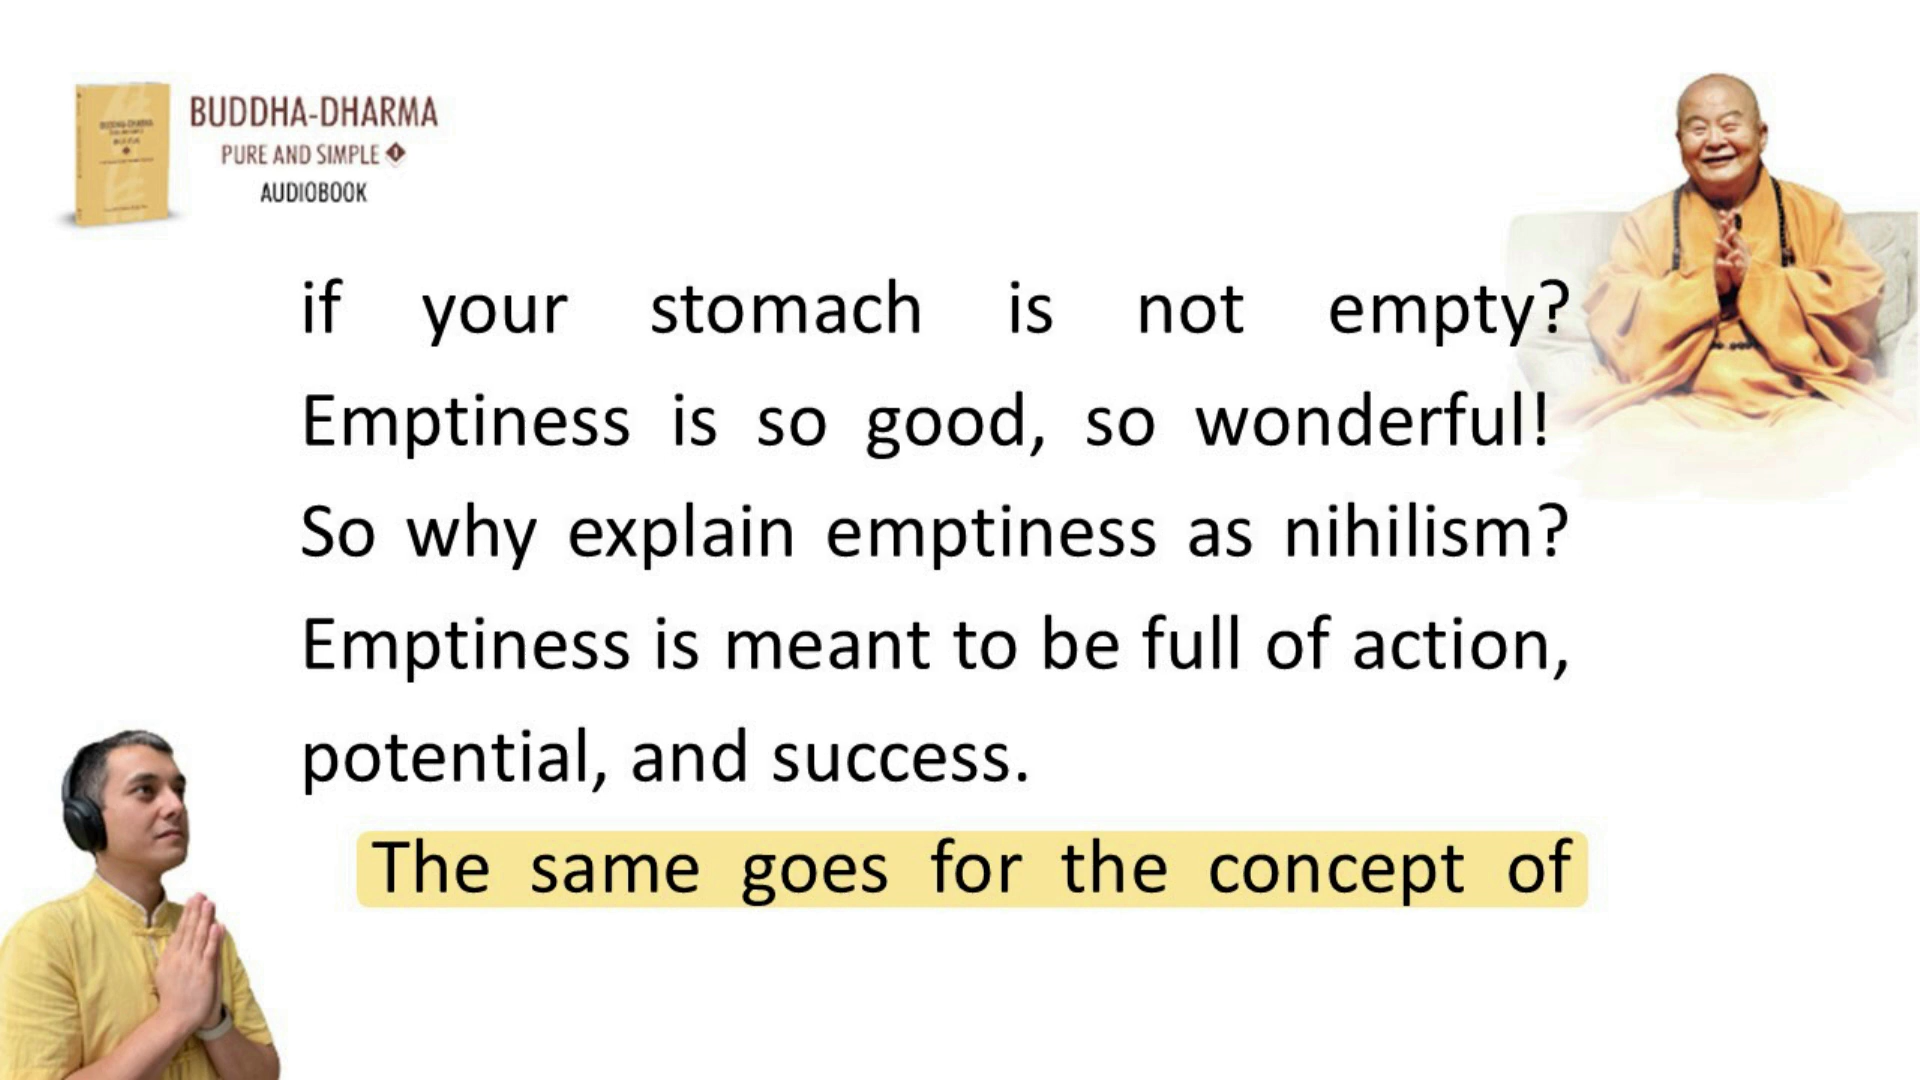 BUDDHA-DHARMA
PURE AND SIMPLE 1
AUDIOBOOK
if your stomach is not empty?
Emptiness is so good, so wonderful!
So why explain emptiness as nihilism?
Emptiness is meant to be full of action,
potential, and success.
The same goes for the concept of